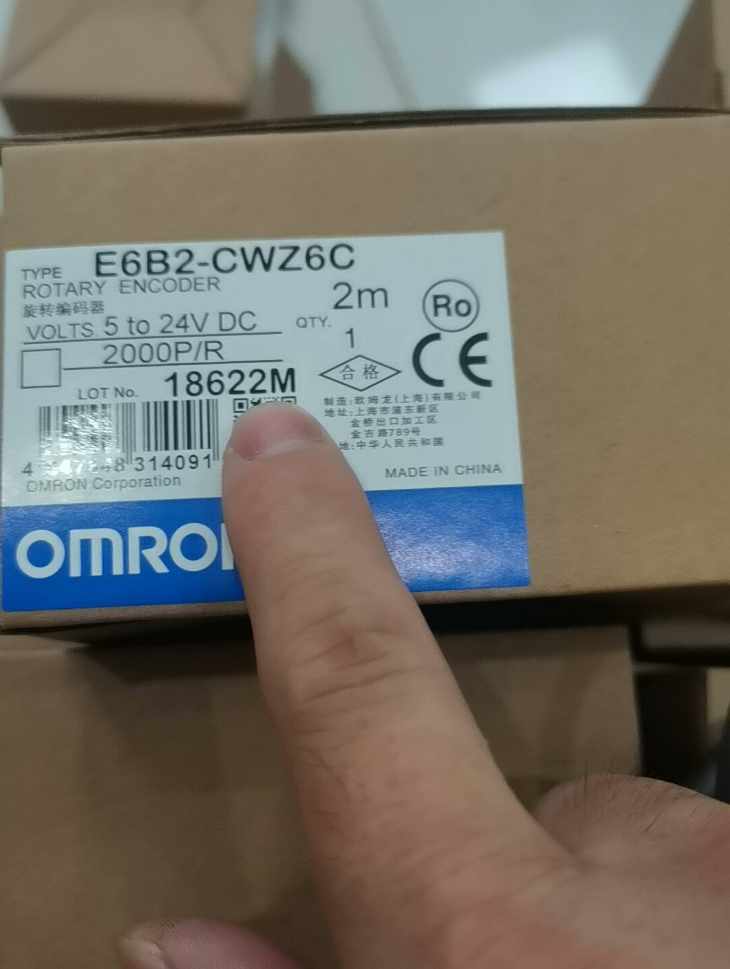 TYPE E6B2-CWZ6C
ROTARY ENCODER
旋转编码器
2m
Ro
VOLTS. 5 to 24V DC
QTY. 1
2000P/R
合格
CE
LOT No. 18622M
制造:欧姆龙(上海)有限公司
地址:上海市浦东新区
金桥出口加工区
金吉路789号
地:中华人民共和国
314091
OMRON Corporation
MADE IN CHINA
OMRO